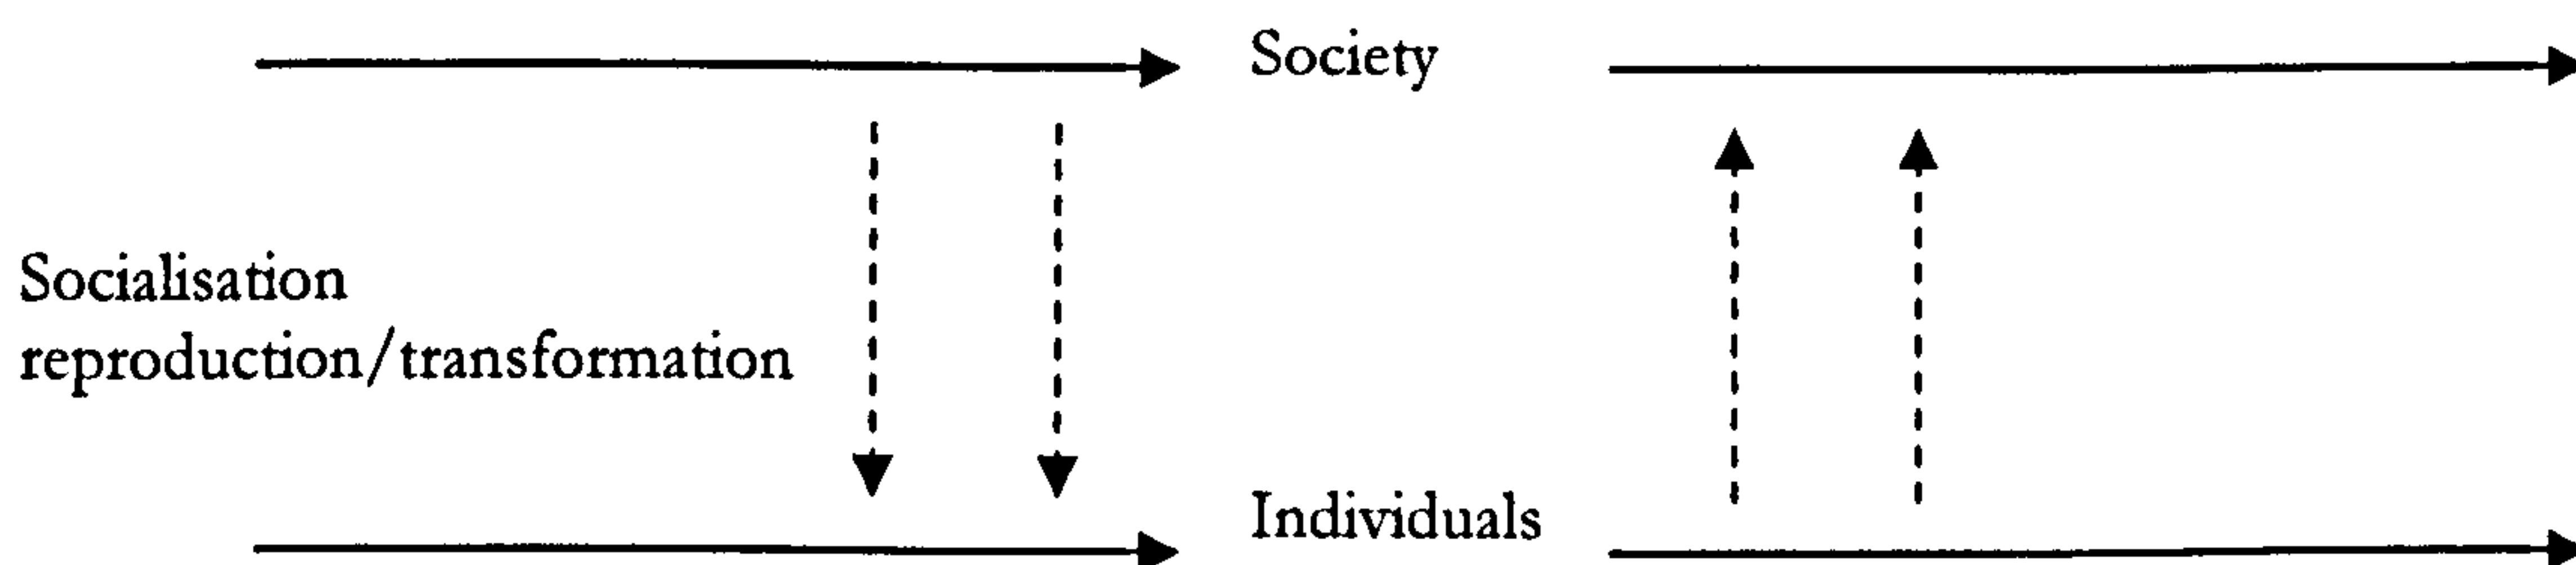 Society
Socialisation
reproduction/transformation
Individuals